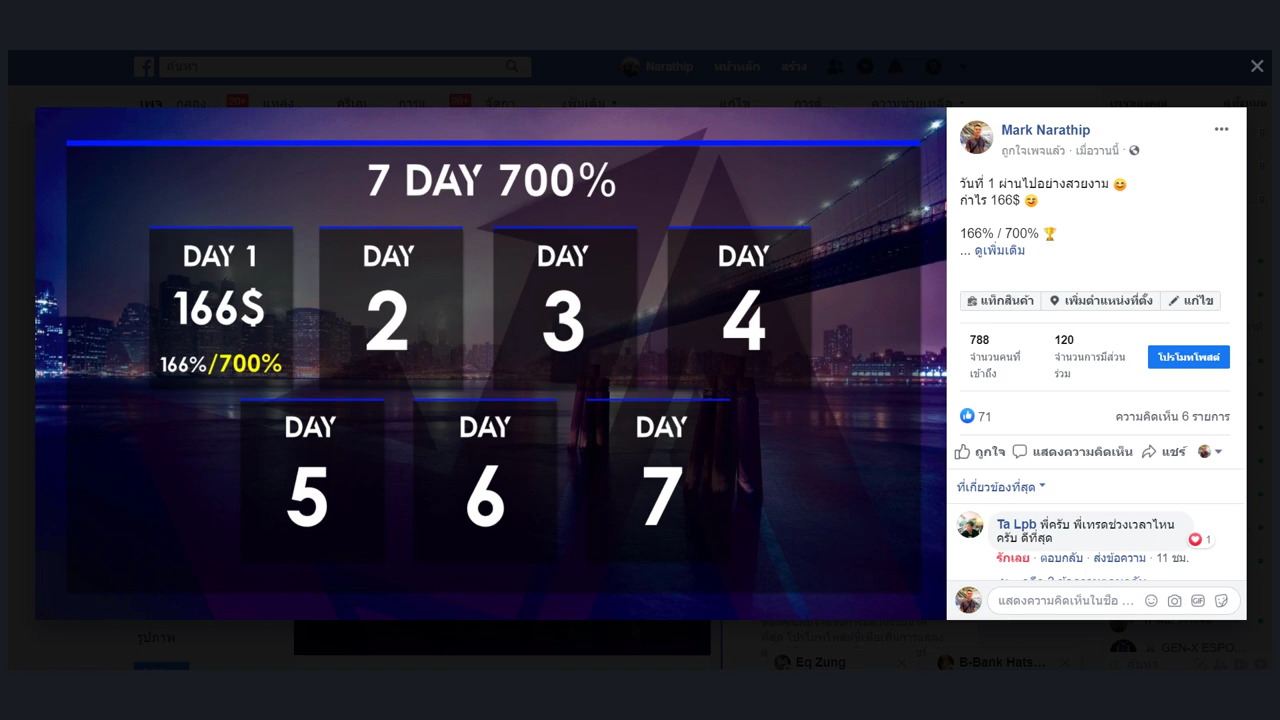 ค้นหา
Narathip
หน้าหลัก
สร้าง
7 DAY 700%
DAY 1
166$
166%/700%
DAY
2
DAY
3
DAY
4
DAY
5
DAY
6
DAY
7
Mark Narathip
ถูกใจเพจแล้ว · เมื่อวานนี้ ·
วันที่ 1 ผ่านไปอย่างสวยงาม 😊
กำไร 166$ 😅
166% / 700% 🏆
... ดูเพิ่มเติม
แท็กสินค้า
เพิ่มตำแหน่งที่ตั้ง
แก้ไข
788
จำนวนคนที่
เข้าถึง
120
จำนวนการมีส่วน
ร่วม
โปรโมทโพสต์
71
ความคิดเห็น 6 รายการ
ถูกใจ
แสดงความคิดเห็น
แชร์
ที่เกี่ยวข้องที่สุด
Ta Lpb พี่ครับ พี่เทรดช่วงเวลาไหน
ครับ ดีที่สุด
1
รักเลย · ตอบกลับ · ส่งข้อความ · 11 ชม.
แสดงความคิดเห็นในชื่อ ...
รูปภาพ
Eq Zung
B-Bank Hats...
GEN-X ESPO...